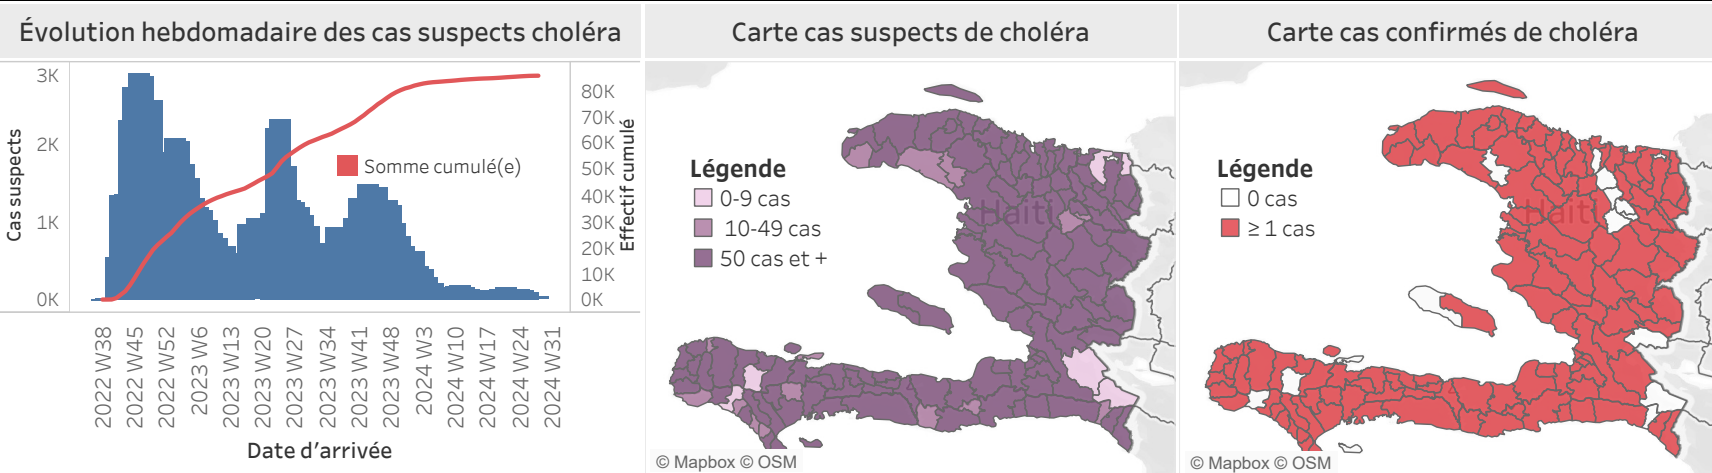 Évolution hebdomadaire des cas suspects choléra
Cas suspects
3K
2K
1K
0K
Somme cumulé(e)
80K
70K
60K
50K
40K
30K
20K
10K
0K
Effectif cumulé
2022 W38
2022 W45
2022 W52
2023 W6
2023 W13
2023 W20
2023 W27
2023 W34
2023 W41
2023 W48
2024 W3
2024 W10
2024 W17
2024 W24
2024 W31
Date d’arrivée
Carte cas suspects de choléra
Légende
0-9 cas
10-49 cas
50 cas et +
Haiti
© Mapbox © OSM
Carte cas confirmés de choléra
Légende
0 cas
≥ 1 cas
Haiti
© Mapbox © OSM